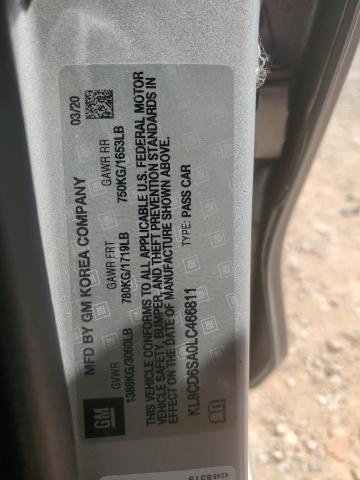 GM
MFD BY GM KOREA COMPANY
03/20
GVWR
GAWR FRT
GAWR RR
1388KG/3060LB
780KG/1719LB
750KG/1653LB
THIS VEHICLE CONFORMS TO ALL APPLICABLE U.S. FEDERAL MOTOR
VEHICLE SAFETY, BUMPER, AND THEFT PREVENTION STANDARDS IN
EFFECT ON THE DATE OF MANUFACTURE SHOWN ABOVE.
KL8CD6SA0LC466811
TYPE: PASS CAR